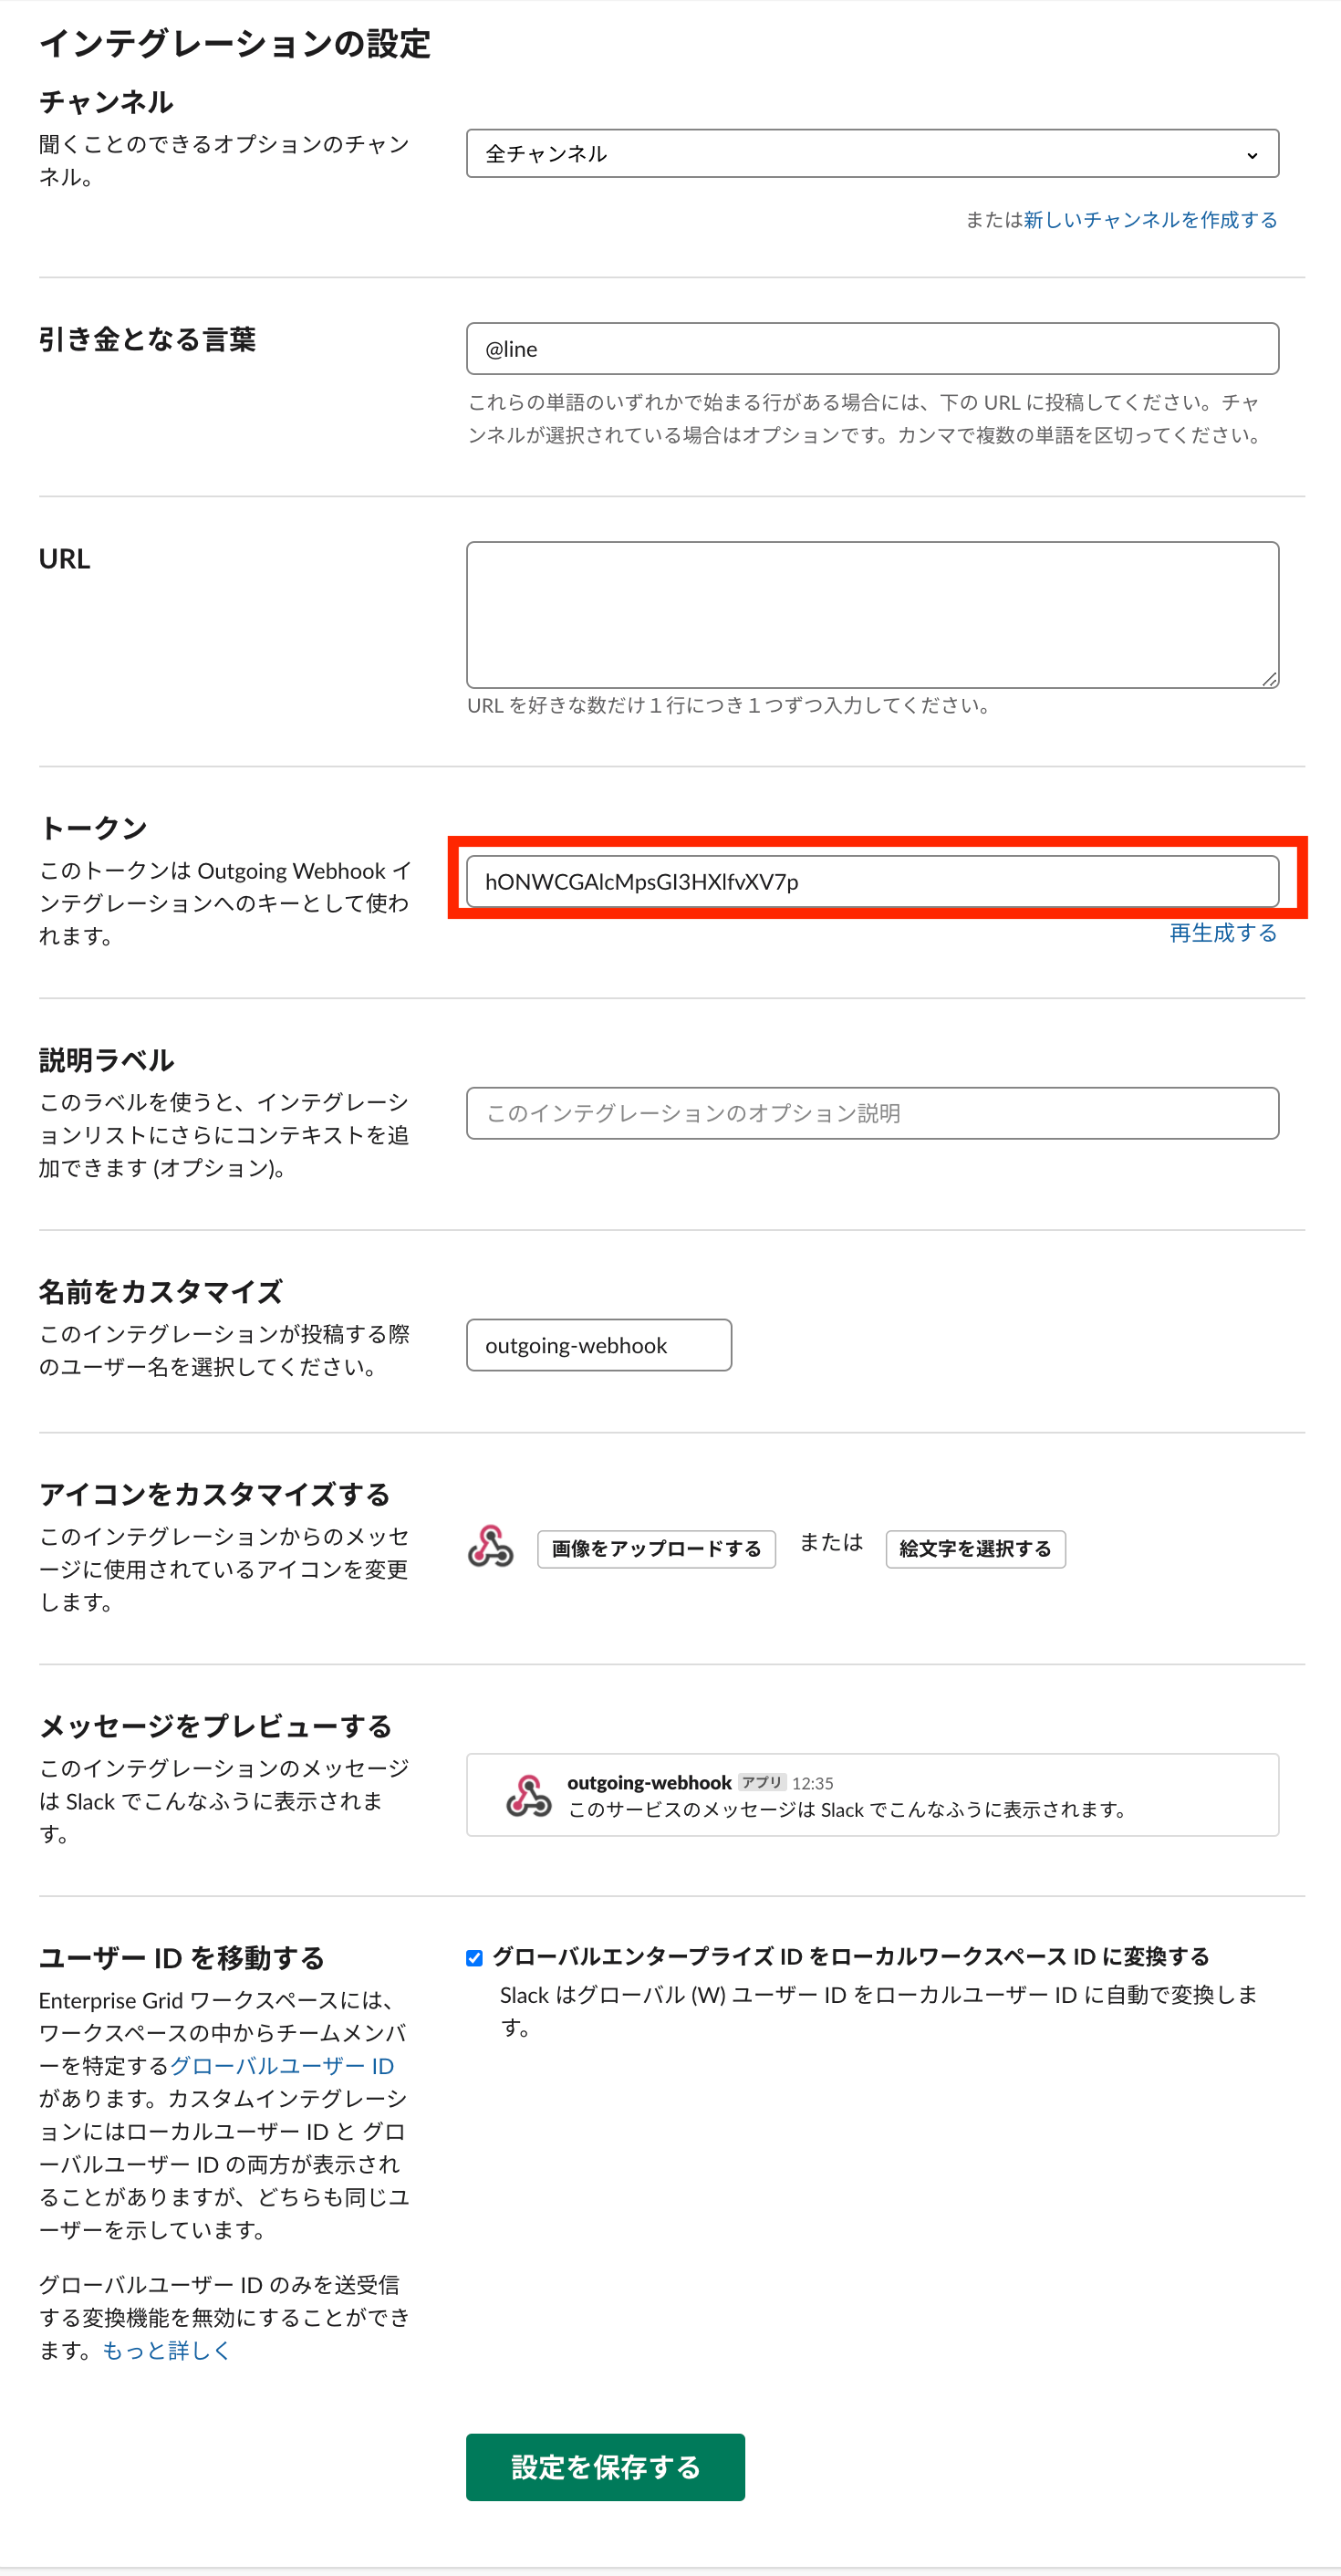 インテグレーションの設定
チャンネル
聞くことのできるオプションのチャン
ネル。
全チャンネル
または新しいチャンネルを作成する
引き金となる言葉
@line
これらの単語のいずれかで始まる行がある場合には、下の URL に投稿してください。チャ
ンネルが選択されている場合はオプションです。カンマで複数の単語を区切ってください。
URL
URL を好きな数だけ１行につき１つずつ入力してください。
トークン
このトークンは Outgoing Webhook イ
ンテグレーションへのキーとして使わ
れます。
hONWCGAlcMpsGI3HXlfvXV7p
再生成する
説明ラベル
このラベルを使うと、インテグレーシ
ョンリストにさらにコンテキストを追
加できます (オプション)。
このインテグレーションのオプション説明
名前をカスタマイズ
このインテグレーションが投稿する際
のユーザー名を選択してください。
outgoing-webhook
アイコンをカスタマイズする
このインテグレーションからのメッセ
ージに使用されているアイコンを変更
します。
画像をアップロードする または 絵文字を選択する
メッセージをプレビューする
このインテグレーションのメッセージ
は Slack でこんなふうに表示されま
す。
outgoing-webhook アプリ 12:35
このサービスのメッセージは Slack でこんなふうに表示されます。
ユーザー ID を移動する
Enterprise Grid ワークスペースには、
ワークスペースの中からチームメンバ
ーを特定するグローバルユーザー ID
があります。カスタムインテグレーシ
ョンにはローカルユーザー ID と グロ
ーバルユーザー ID の両方が表示され
ることがありますが、どちらも同じユ
ーザーを示しています。
グローバルユーザー ID のみを送受信
する変換機能を無効にすることができ
ます。もっと詳しく
グローバルエンタープライズ ID をローカルワークスペース ID に変換する
Slack はグローバル (W) ユーザー ID をローカルユーザー ID に自動で変換しま
す。
設定を保存する